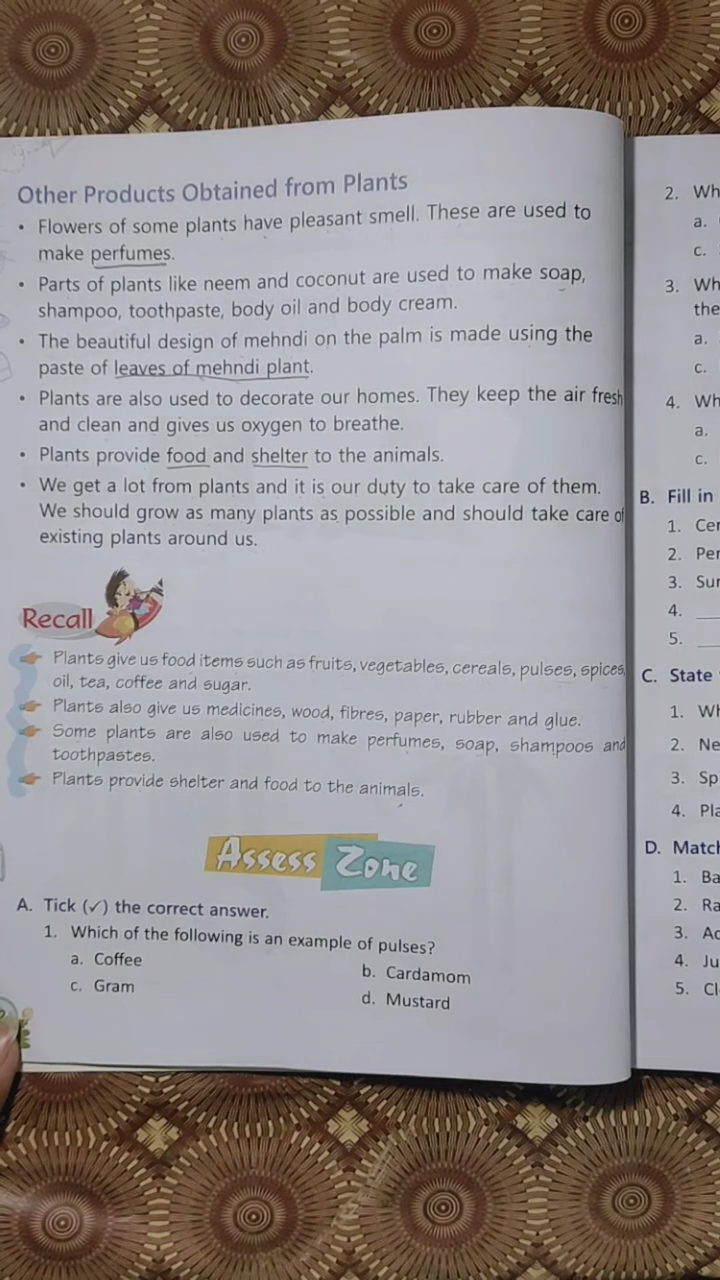 Other Products Obtained from Plants
• Flowers of some plants have pleasant smell. These are used to
make perfumes.
• Parts of plants like neem and coconut are used to make soap,
shampoo, toothpaste, body oil and body cream.
• The beautiful design of mehndi on the palm is made using the
paste of leaves of mehndi plant.
• Plants are also used to decorate our homes. They keep the air fresh
and clean and gives us oxygen to breathe.
• Plants provide food and shelter to the animals.
• We get a lot from plants and it is our duty to take care of them.
We should grow as many plants as possible and should take care of
existing plants around us.
Recall
Plants give us food items such as fruits, vegetables, cereals, pulses, spices,
oil, tea, coffee and sugar.
Plants also give us medicines, wood, fibres, paper, rubber and glue.
Some plants are also used to make perfumes, soap, shampoos and
toothpastes.
Plants provide shelter and food to the animals.
Assess Zone
A. Tick (✓) the correct answer.
1. Which of the following is an example of pulses?
a. Coffee
b. Cardamom
c. Gram
d. Mustard
2. Wh
a.
c.
3. Wh
the
a.
c.
4. Wh
a.
c.
B. Fill in
1. Cer
2. Per
3. Sur
4.
5.
C. State
1. Wh
2. Ne
3. Sp
4. Pla
D. Match
1. Ba
2. Ra
3. Ac
4. Ju
5. Cl